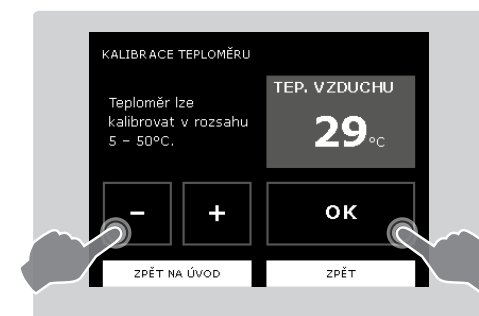 KALIBRACE TEPLOMĚRU
Teploměr lze
kalibrovat v rozsahu
5 – 50°C.
TEP. VZDUCHU
29°C
– +
OK
ZPĚT NA ÚVOD
ZPĚT